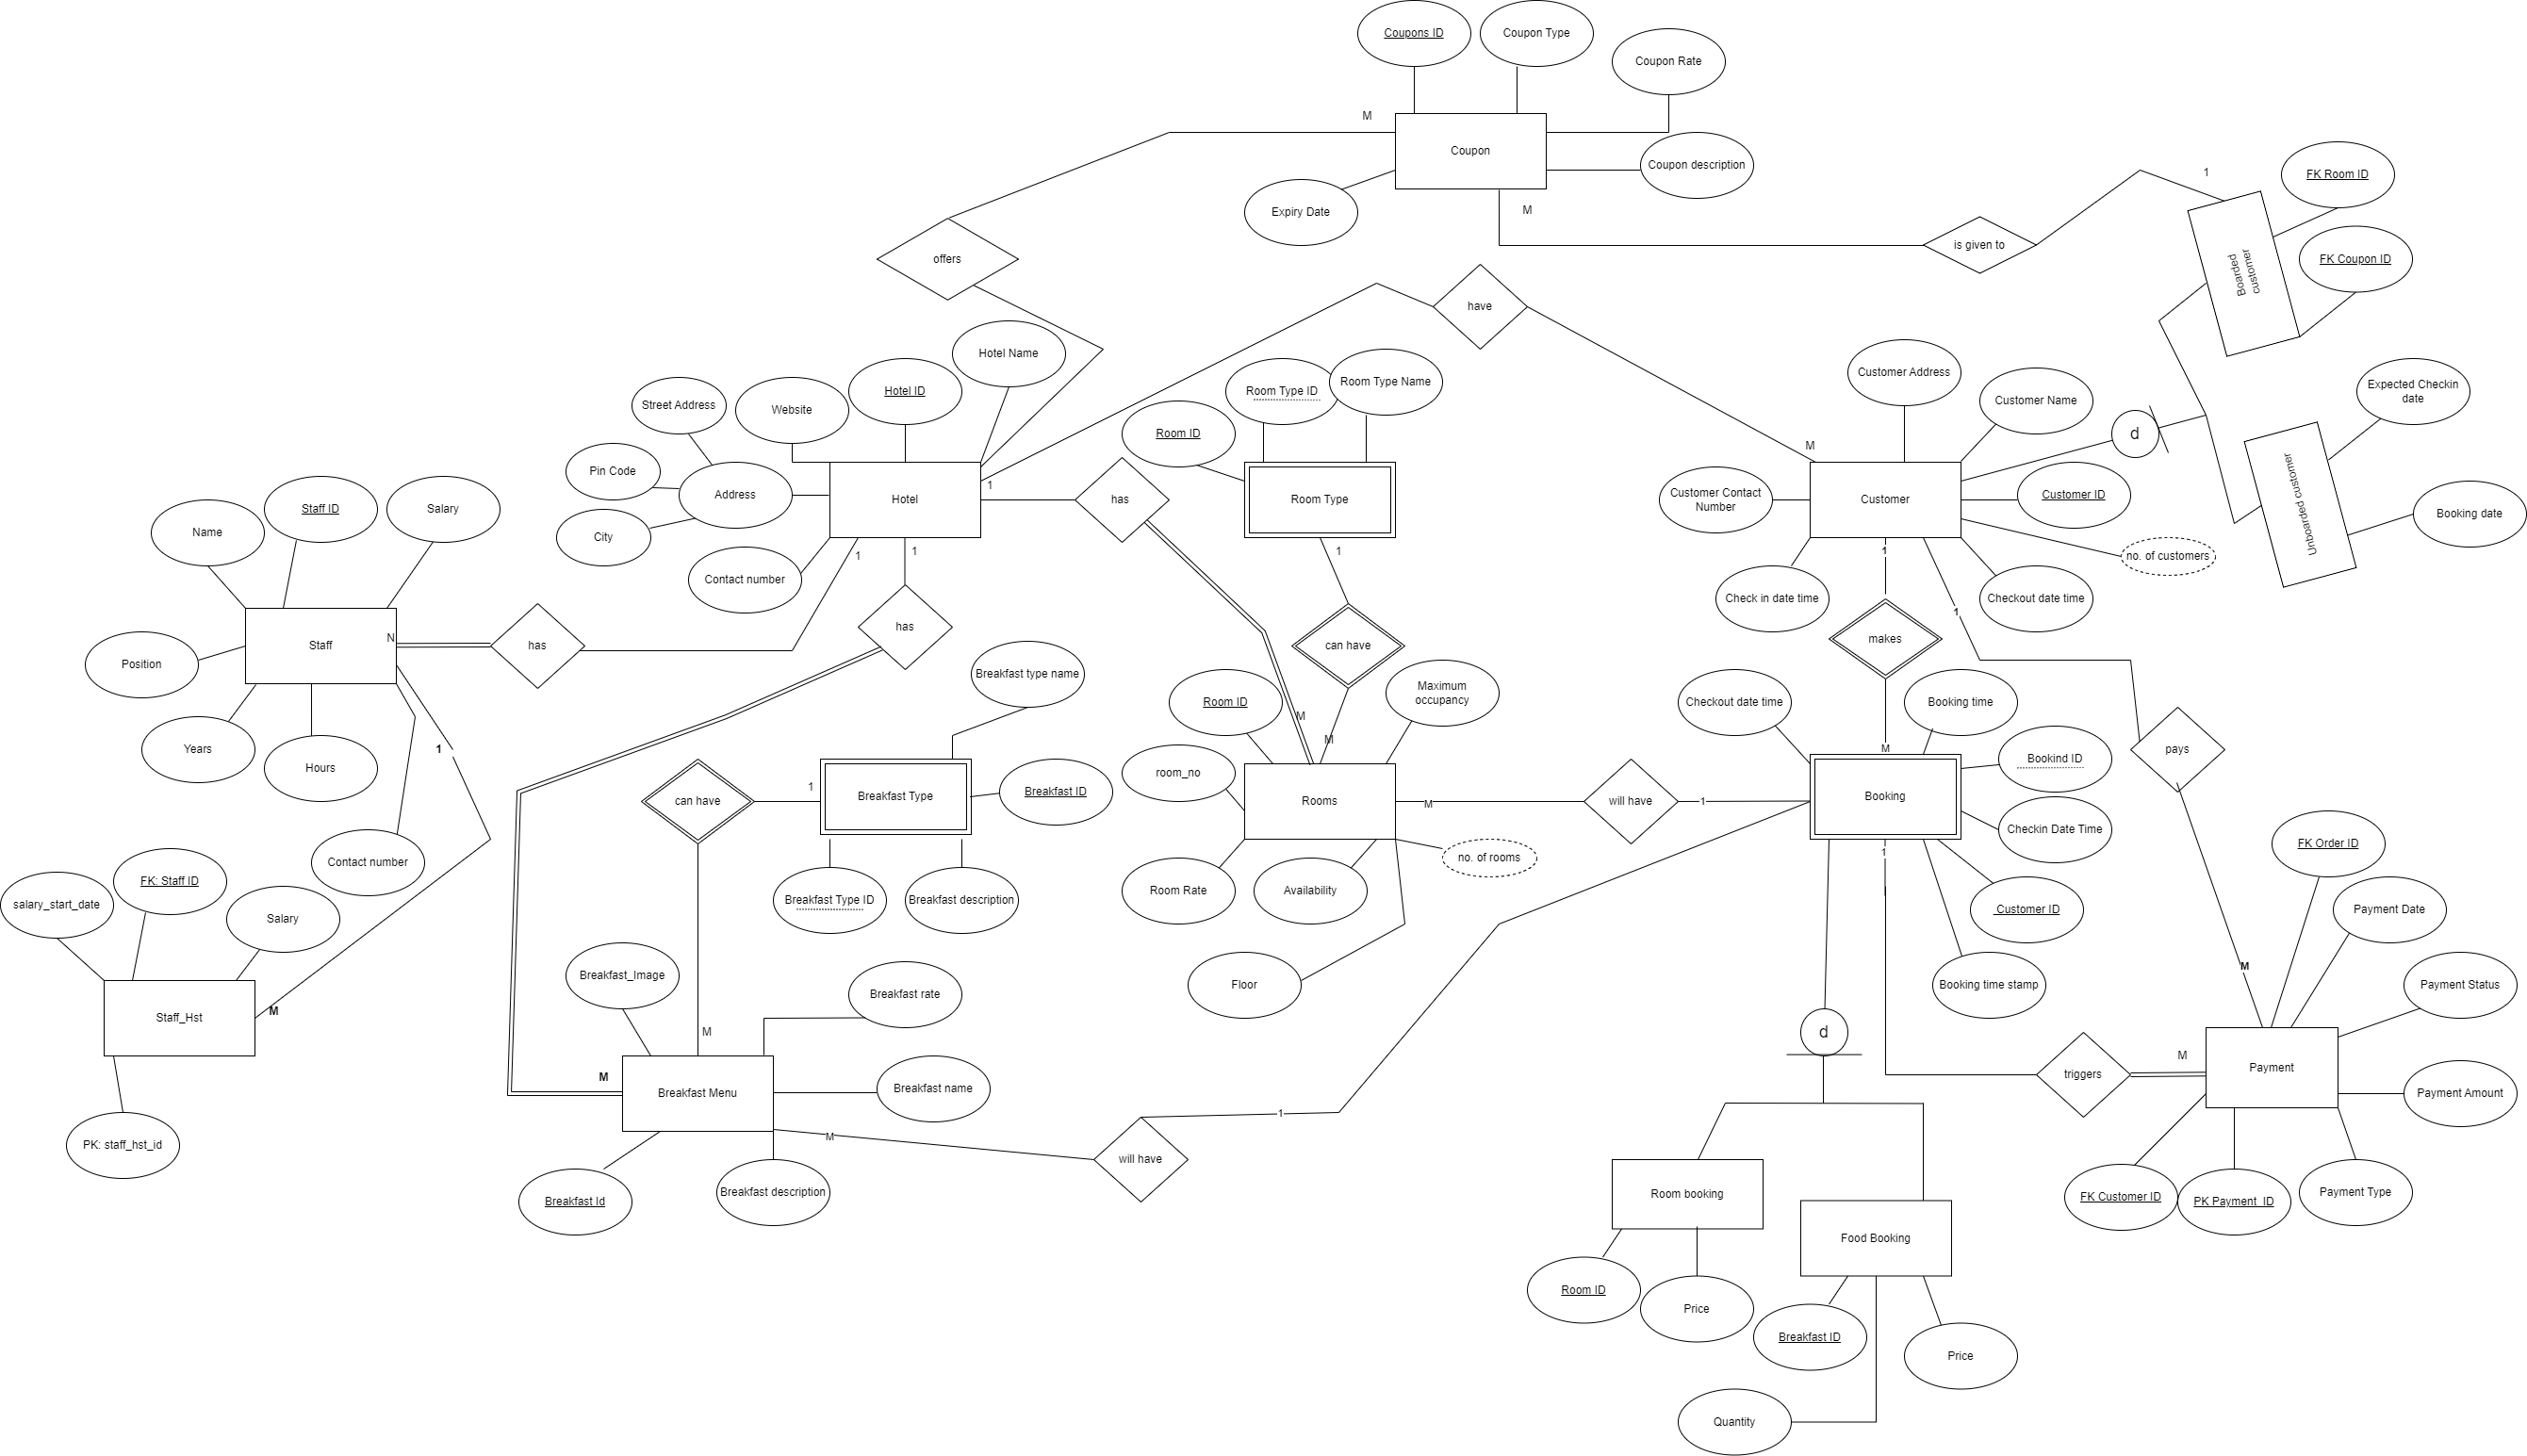 Coupons ID
Coupon Type
Coupon Rate
M
Coupon
Coupon description
Expiry Date
M
1
FK Room ID
is given to
FK Coupon ID
Boarded
customer
offers
have
Hotel Name
Hotel ID
Website
Street Address
Pin Code
Address
City
Hotel
1
Contact number
1
1
has
Room ID
Room Type ID
Room Type Name
Room Type
1
can have
M
Customer Address
Customer Name
Customer Contact
Number
Customer
Customer ID
no. of customers
Check in date time
Checkout date time
d
Expected Checkin
date
Unboarded customer
Booking date
Name
Staff ID
Salary
N
Staff
has
Position
Years
Hours
Contact number
1
has
M
M
Room ID
Maximum
occupancy
room_no
Rooms
M
will have
1
Room Rate
Availability
no. of rooms
Floor
1
makes
M
1
pays
M
Checkout date time
Booking time
Bookind ID
Booking
Checkin Date Time
1
Customer ID
Booking time stamp
Breakfast type name
can have
1
Breakfast Type
Breakfast ID
Breakfast Type ID
Breakfast description
salary_start_date
FK: Staff ID
Salary
Staff_Hst
M
PK: staff_hst_id
Breakfast_Image
Breakfast rate
M
M
Breakfast Menu
Breakfast name
M
Breakfast Id
Breakfast description
will have
1
d
Room booking
Room ID
Price
Food Booking
Breakfast ID
Price
Quantity
triggers
M
FK Order ID
Payment Date
Payment Status
Payment
Payment Amount
FK Customer ID
PK Payment_ID
Payment Type